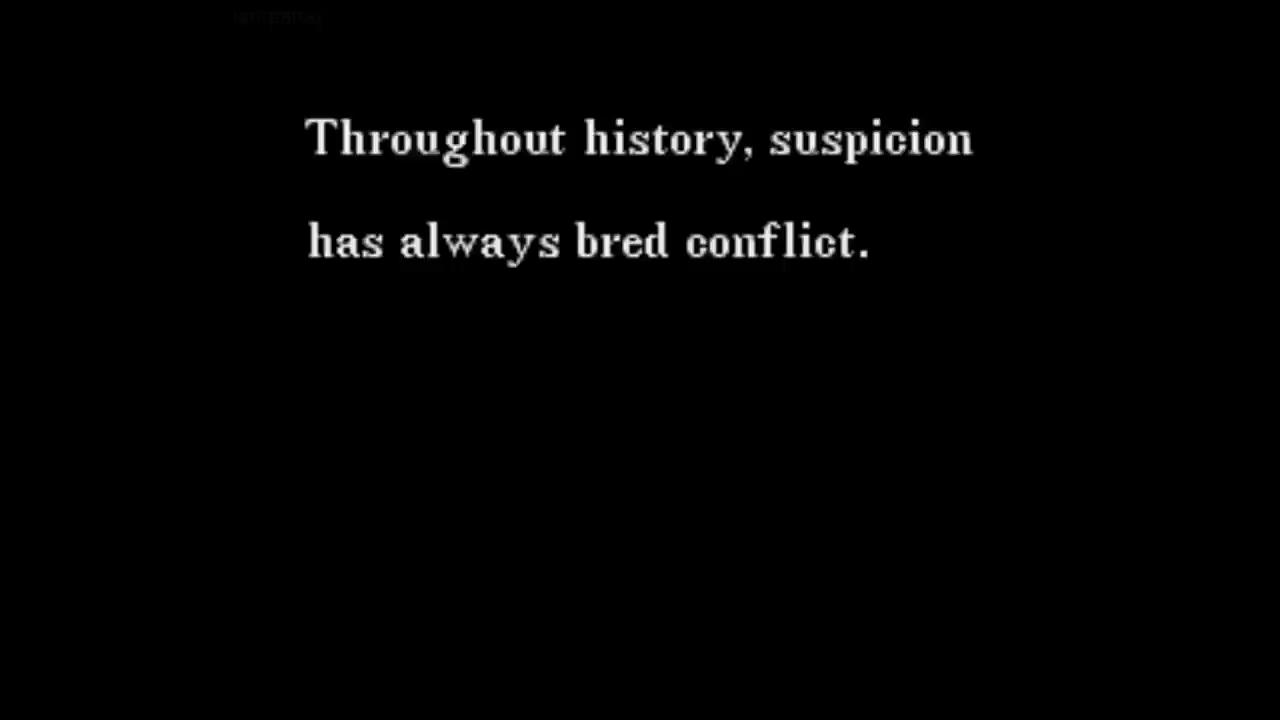 Throughout history, suspicion
has always bred conflict.